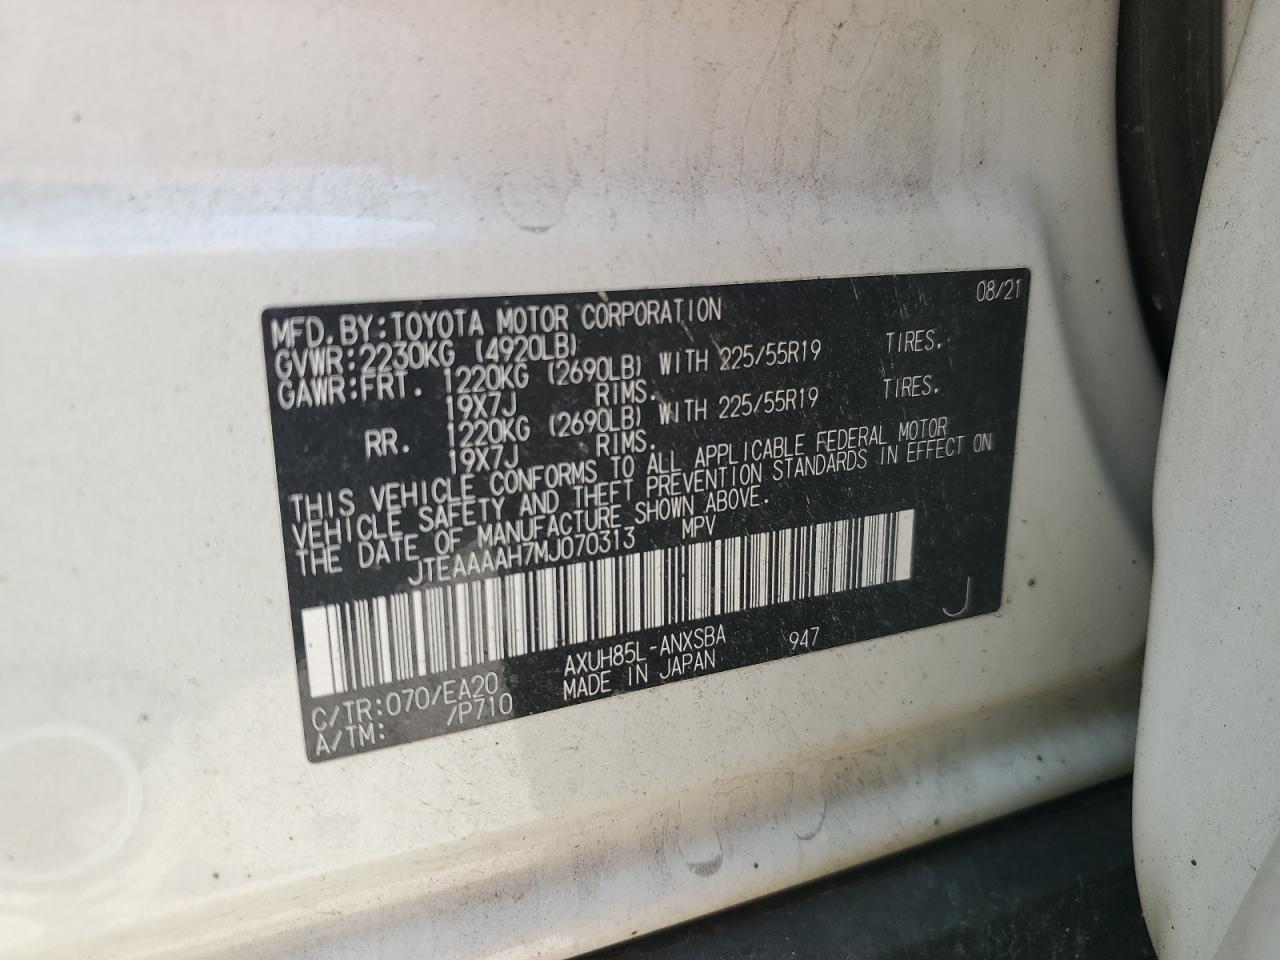 08/21
MFD. BY: TOYOTA MOTOR CORPORATION
GVWR: 2230KG (4920LB)
GAWR: FRT. 1220KG (2690LB) WITH 225/55R19 TIRES.
19X7J RIMS.
RR. 1220KG (2690LB) WITH 225/55R19 TIRES.
19X7J RIMS.
THIS VEHICLE CONFORMS TO ALL APPLICABLE FEDERAL MOTOR
VEHICLE SAFETY AND THEFT PREVENTION STANDARDS IN EFFECT ON
THE DATE OF MANUFACTURE SHOWN ABOVE.
JTEAAAAH7MJ070313 MPV
J
AXUH85L-ANXSBA 947
MADE IN JAPAN
C/TR: 070/EA20
A/TM: /P710